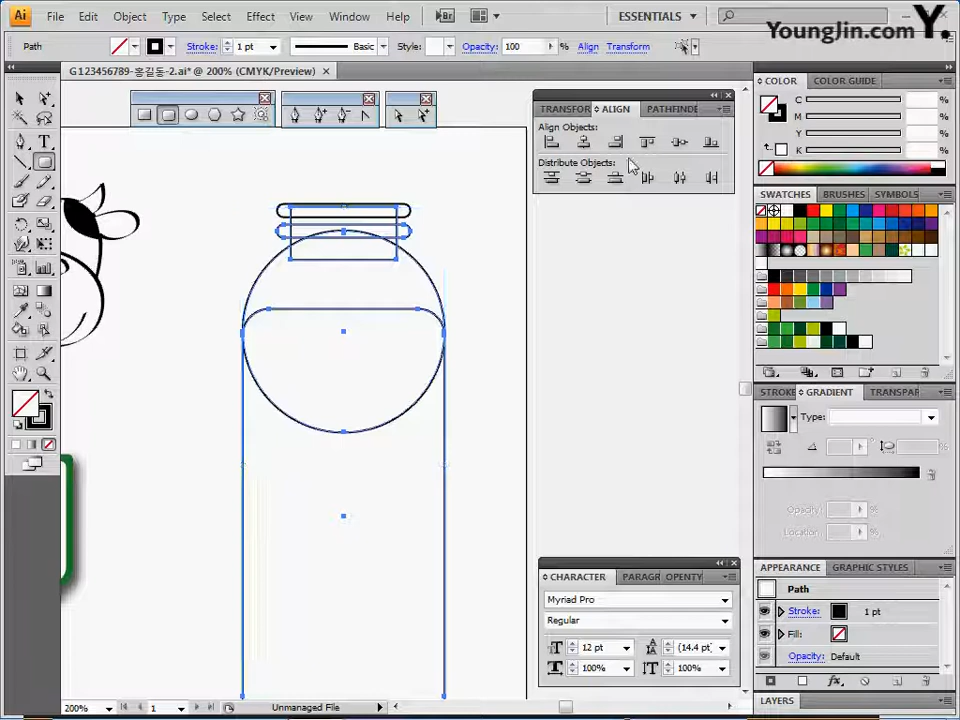 Ai File Edit Object Type Select Effect View Window Help Br ESSENTIALS
YoungJin.com Y.
Path Stroke: 1 pt Basic Style: Opacity: 100 % Align Transform
G123456789-홍길동-2.ai* @ 200% (CMYK/Preview)
TRANSFOR ALIGN PATHFINDE
Align Objects:
Distribute Objects:
COLOR COLOR GUIDE
C %
M %
Y %
K %
SWATCHES BRUSHES SYMBOLS
STROKE GRADIENT TRANSPAR
Type:
Opacity: %
Location: %
CHARACTER PARAGR OPENTY
Myriad Pro
Regular
12 pt (14.4 pt)
100% 100%
APPEARANCE GRAPHIC STYLES
Path
Stroke: 1 pt
Fill:
Opacity: Default
LAYERS
200% 1 Unmanaged File